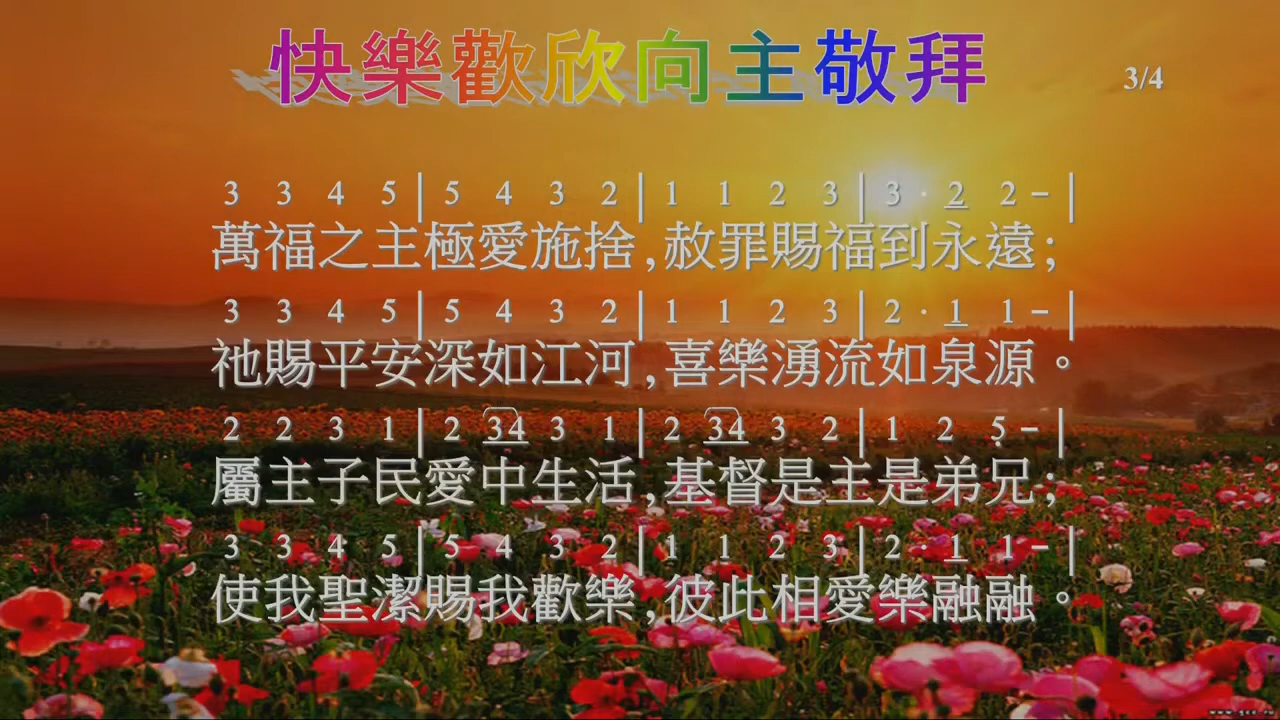 快樂歡欣向主敬拜
3/4
3 3 4 5 | 5 4 3 2 | 1 1 2 3 | 3 · 2 2 - |
萬福之主極愛施捨,赦罪賜福到永遠;
3 3 4 5 | 5 4 3 2 | 1 1 2 3 | 2 · 1 1 - |
祂賜平安深如江河,喜樂湧流如泉源。
2 2 3 1 | 2 34 3 1 | 2 34 3 2 | 1 2 5̣ - |
屬主子民愛中生活,基督是主是弟兄;
3 3 4 5 | 5 4 3 2 | 1 1 2 3 | 2 · 1 1 - |
使我聖潔賜我歡樂,彼此相愛樂融融。